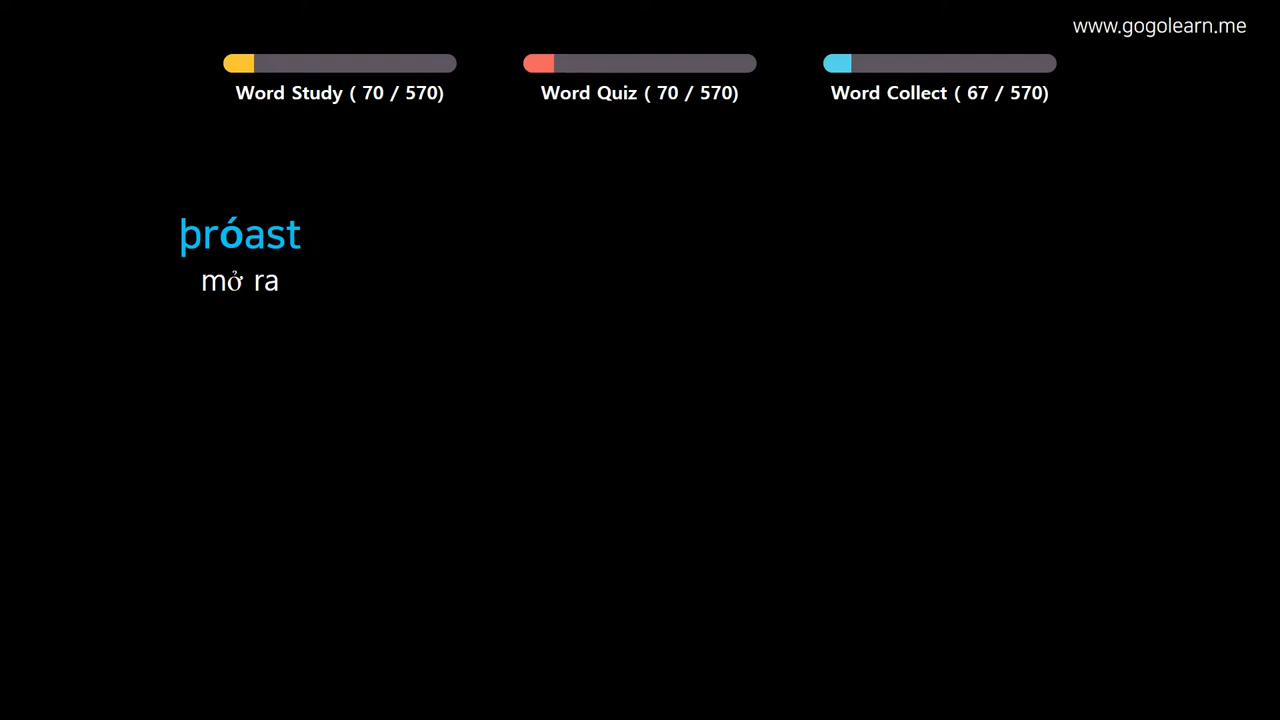 www.gogolearn.me
Word Study ( 70 / 570)
Word Quiz ( 70 / 570)
Word Collect ( 67 / 570)
þróast
mở ra